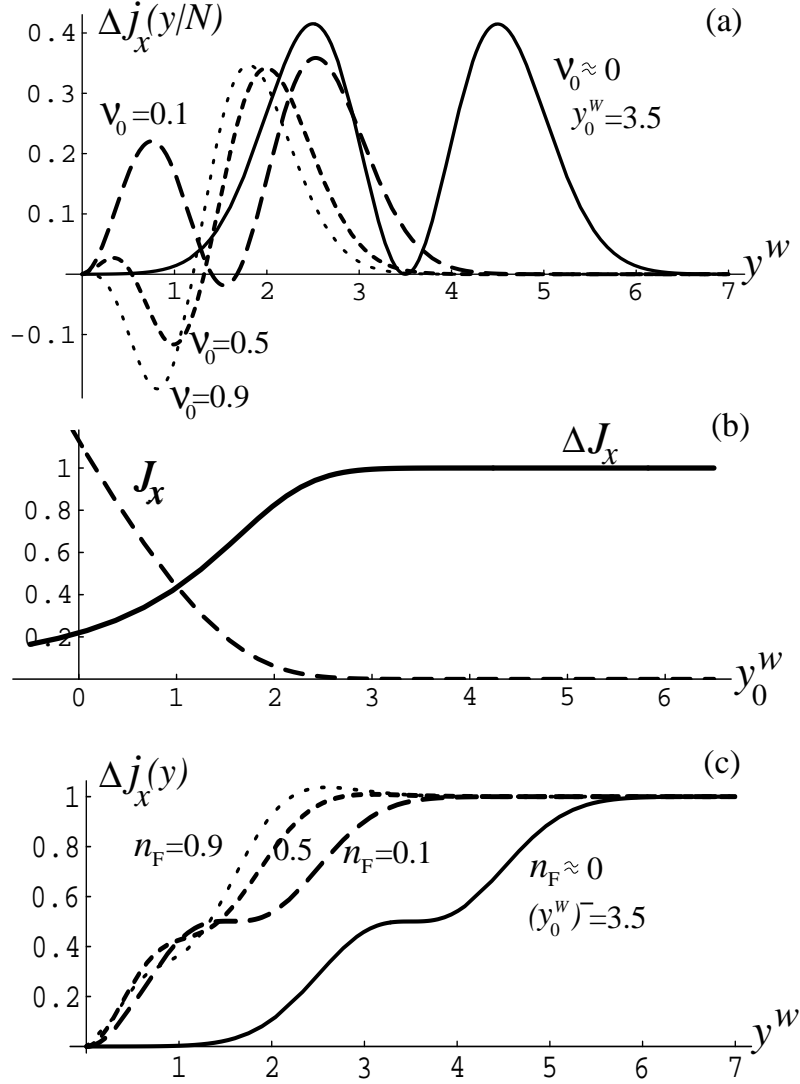 Δj_x(y/N) (a)
0.4
ν_0≈0
0.3
y_0^W=3.5
ν_0=0.1
0.2
0.1
y^W
1 2 3 4 5 6 7
-0.1
ν_0=0.5
ν_0=0.9
(b)
ΔJ_x
1
J_x
0.8
0.6
0.4
0.2
y_0^W
0 1 2 3 4 5 6
Δj_x(y) (c)
1
n_F=0.9 0.5 n_F=0.1
0.8
n_F≈0
0.6
(y_0^W)^-=3.5
0.4
0.2
y^W
1 2 3 4 5 6 7